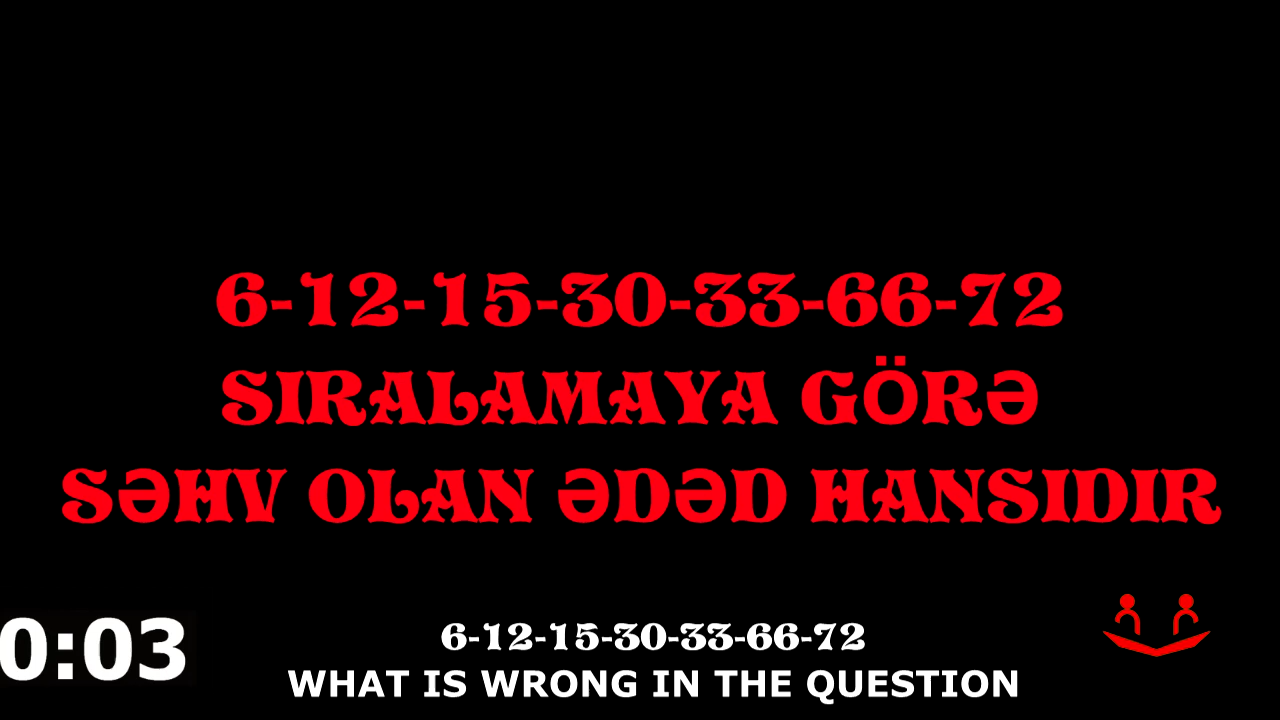 6-12-15-30-33-66-72
SIRALAMAYA GÖRƏ
SƏHV OLAN ƏDƏD HANSIDIR
0:03
6-12-15-30-33-66-72
WHAT IS WRONG IN THE QUESTION